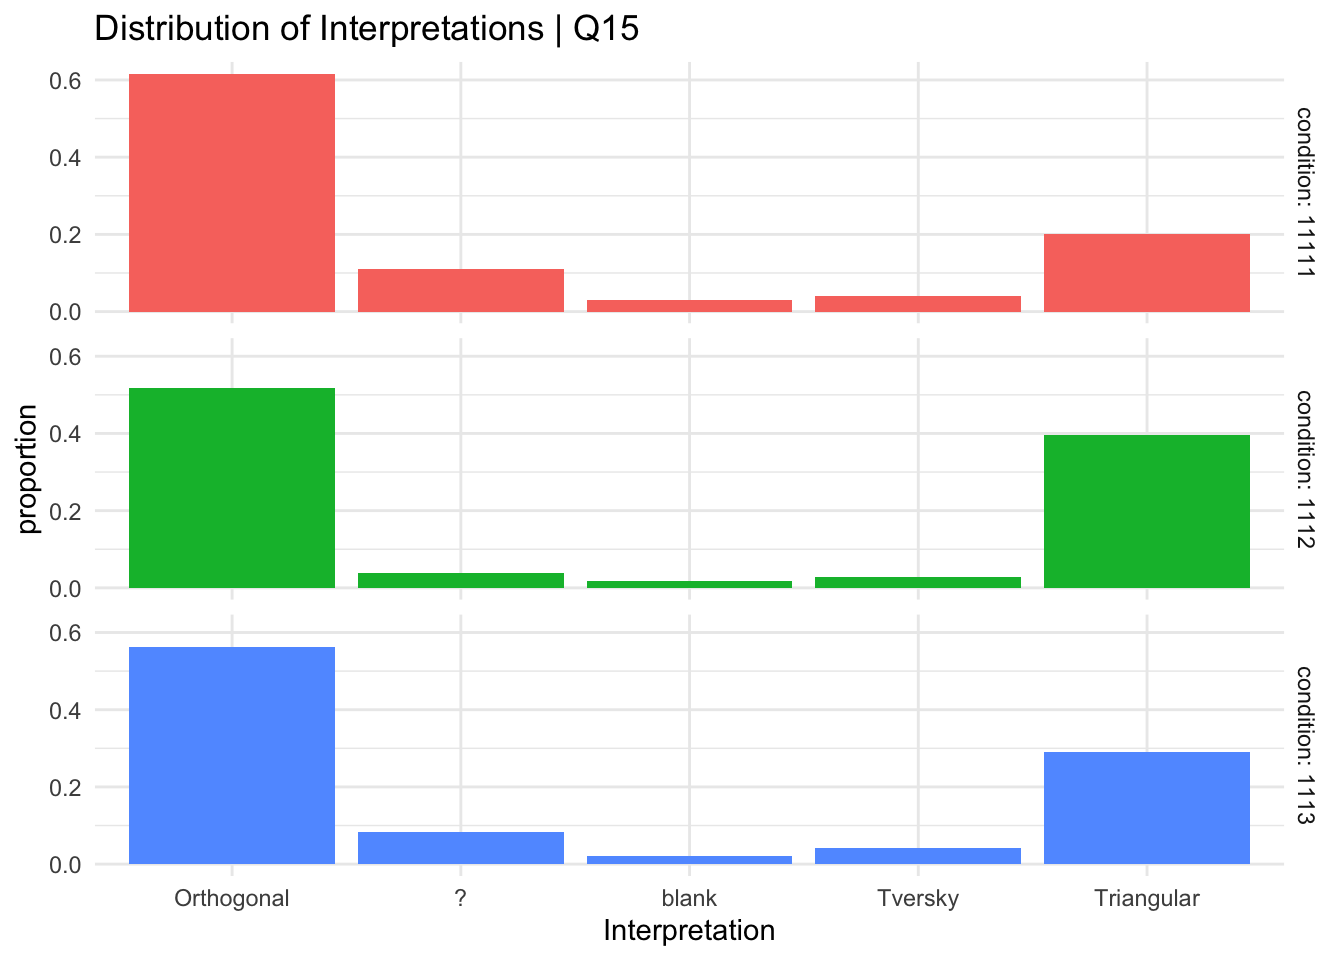 Distribution of Interpretations | Q15
0.6
0.4
0.2
0.0
condition: 11111
0.6
0.4
0.2
0.0
condition: 1112
0.6
0.4
0.2
0.0
condition: 1113
proportion
Orthogonal ? blank Tversky Triangular
Interpretation